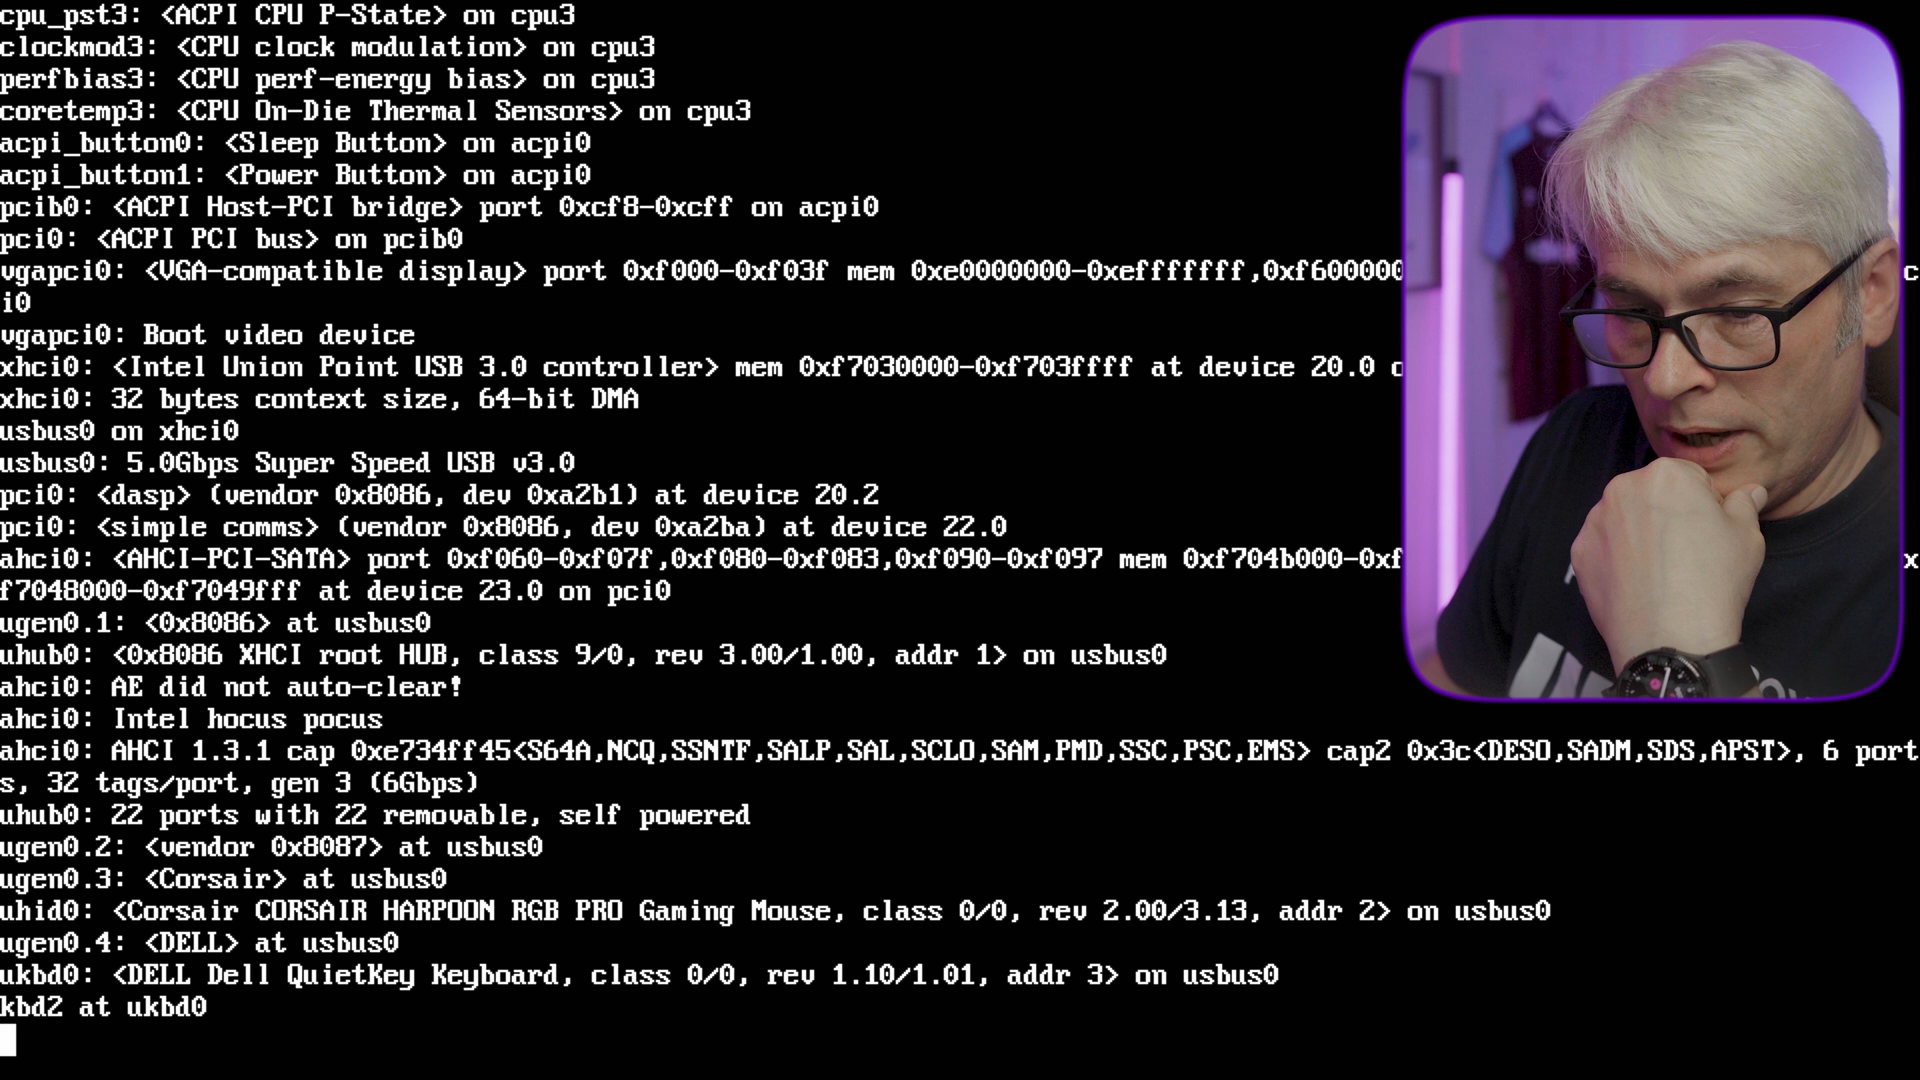 cpu_pst3: <ACPI CPU P-State> on cpu3
clockmod3: <CPU clock modulation> on cpu3
perfbias3: <CPU perf-energy bias> on cpu3
coretemp3: <CPU On-Die Thermal Sensors> on cpu3
acpi_button0: <Sleep Button> on acpi0
acpi_button1: <Power Button> on acpi0
pcib0: <ACPI Host-PCI bridge> port 0xcf8-0xcff on acpi0
pci0: <ACPI PCI bus> on pcib0
vgapci0: <VGA-compatible display> port 0xf000-0xf03f mem 0xe0000000-0xefffffff,0xf600000 c
i0
vgapci0: Boot video device
xhci0: <Intel Union Point USB 3.0 controller> mem 0xf7030000-0xf703ffff at device 20.0
xhci0: 32 bytes context size, 64-bit DMA
usbus0 on xhci0
usbus0: 5.0Gbps Super Speed USB v3.0
pci0: <dasp> (vendor 0x8086, dev 0xa2b1) at device 20.2
pci0: <simple comms> (vendor 0x8086, dev 0xa2ba) at device 22.0
ahci0: <AHCI-PCI-SATA> port 0xf060-0xf07f,0xf080-0xf083,0xf090-0xf097 mem 0xf704b000-0xf x
f7048000-0xf7049fff at device 23.0 on pci0
ugen0.1: <0x8086> at usbus0
uhub0: <0x8086 XHCI root HUB, class 9/0, rev 3.00/1.00, addr 1> on usbus0
ahci0: AE did not auto-clear!
ahci0: Intel hocus pocus
ahci0: AHCI 1.3.1 cap 0xe734ff45<S64A,NCQ,SSNTF,SALP,SAL,SCLO,SAM,PMD,SSC,PSC,EMS> cap2 0x3c<DESO,SADM,SDS,APST>, 6 port
s, 32 tags/port, gen 3 (6Gbps)
uhub0: 22 ports with 22 removable, self powered
ugen0.2: <vendor 0x8087> at usbus0
ugen0.3: <Corsair> at usbus0
uhid0: <Corsair CORSAIR HARPOON RGB PRO Gaming Mouse, class 0/0, rev 2.00/3.13, addr 2> on usbus0
ugen0.4: <DELL> at usbus0
ukbd0: <DELL Dell QuietKey Keyboard, class 0/0, rev 1.10/1.01, addr 3> on usbus0
kbd2 at ukbd0